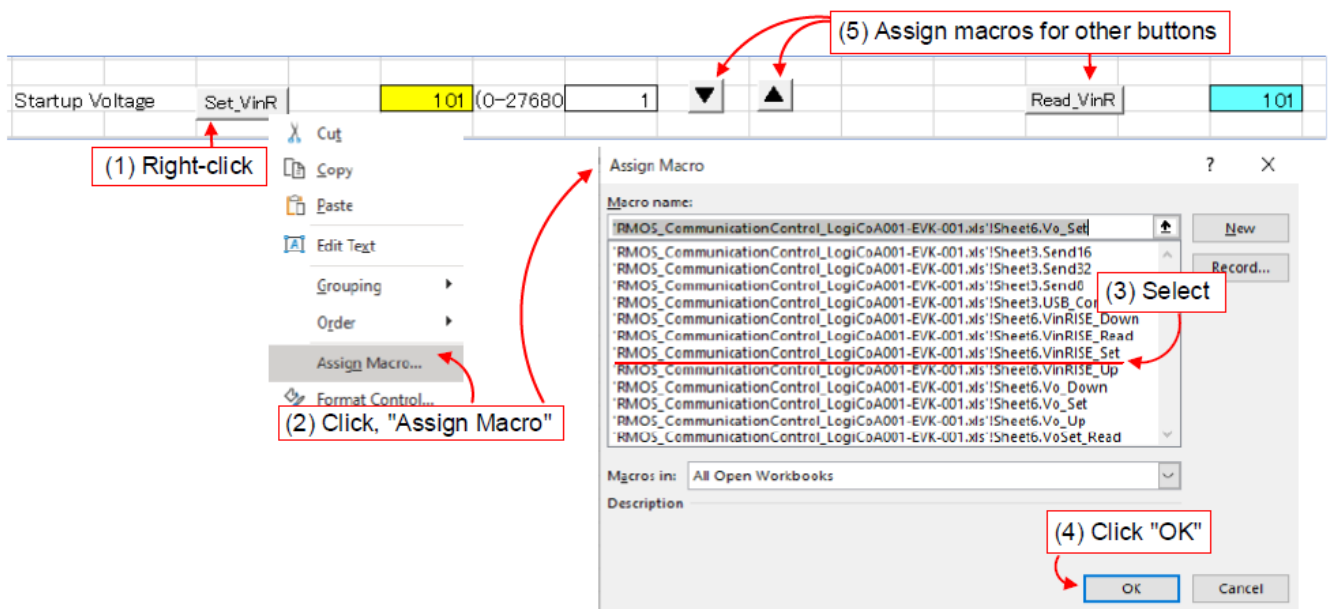 (5) Assign macros for other buttons
Startup Voltage Set_VinR 101 (0-27680 1 ▼ ▲ Read_VinR 101
(1) Right-click
Cut
Copy
Paste
Edit Text
Grouping
Order
Assign Macro...
Format Control...
(2) Click, "Assign Macro"
Assign Macro ? X
Macro name:
'RMOS_CommunicationControl_LogiCoA001-EVK-001.xls'!Sheet6.Vo_Set
New
'RMOS_CommunicationControl_LogiCoA001-EVK-001.xls'!Sheet3.Send16
'RMOS_CommunicationControl_LogiCoA001-EVK-001.xls'!Sheet3.Send32
Record...
'RMOS_CommunicationControl_LogiCoA001-EVK-001.xls'!Sheet3.Send8
'RMOS_CommunicationControl_LogiCoA001-EVK-001.xls'!Sheet3.USB_Con
(3) Select
'RMOS_CommunicationControl_LogiCoA001-EVK-001.xls'!Sheet6.VinRISE_Down
'RMOS_CommunicationControl_LogiCoA001-EVK-001.xls'!Sheet6.VinRISE_Read
'RMOS_CommunicationControl_LogiCoA001-EVK-001.xls'!Sheet6.VinRISE_Set
'RMOS_CommunicationControl_LogiCoA001-EVK-001.xls'!Sheet6.VinRISE_Up
'RMOS_CommunicationControl_LogiCoA001-EVK-001.xls'!Sheet6.Vo_Down
'RMOS_CommunicationControl_LogiCoA001-EVK-001.xls'!Sheet6.Vo_Set
'RMOS_CommunicationControl_LogiCoA001-EVK-001.xls'!Sheet6.Vo_Up
'RMOS_CommunicationControl_LogiCoA001-EVK-001.xls'!Sheet6.VoSet_Read
Macros in: All Open Workbooks
Description
(4) Click "OK"
OK Cancel